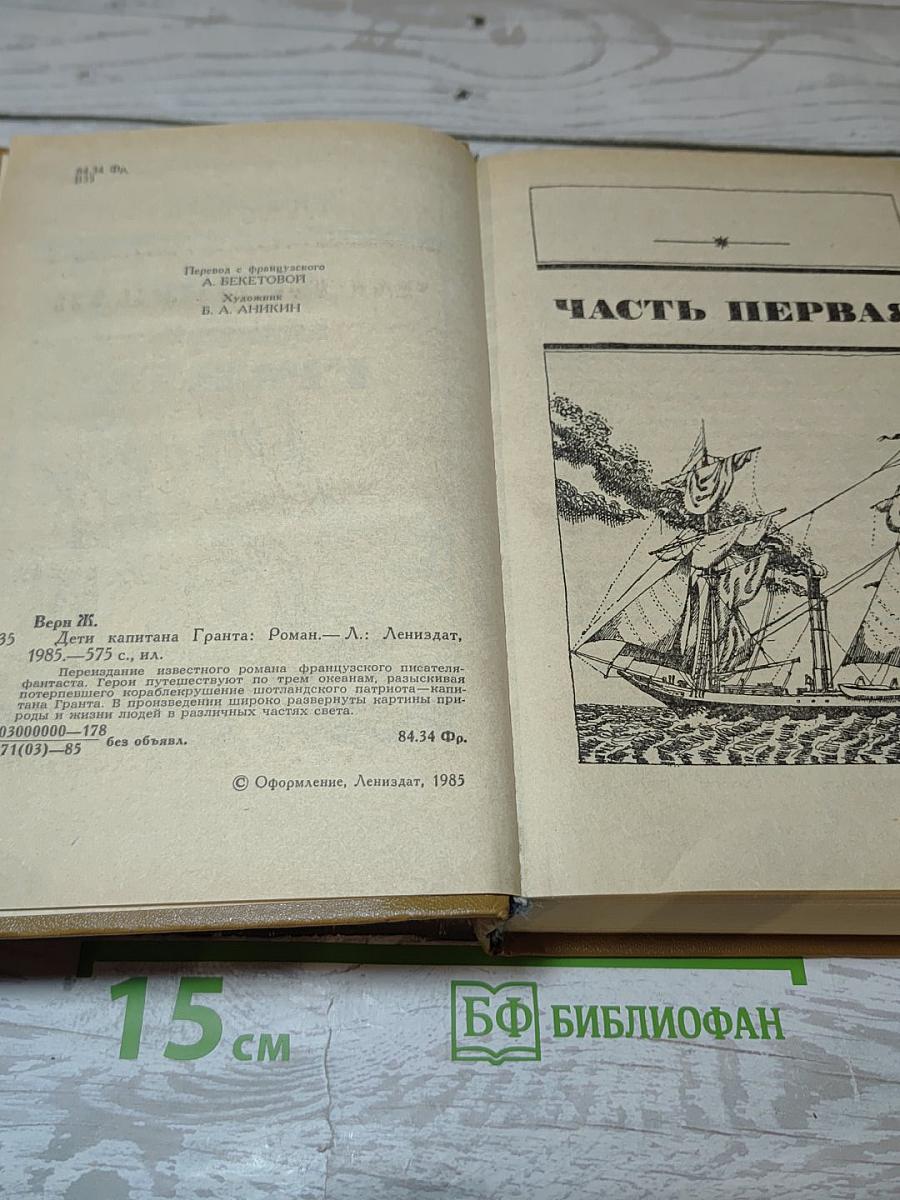 84.34 Фр.
В35
Перевод с французского
А. БЕКЕТОВОЙ
Художник
Б. А. АНИКИН
Верн Ж.
35 Дети капитана Гранта: Роман.— Л.: Лениздат,
1985.—575 с., ил.
Переиздание известного романа французского писателя-
фантаста. Герои путешествуют по трем океанам, разыскивая
потерпевшего кораблекрушение шотландского патриота — капи-
тана Гранта. В произведении широко развернуты картины при-
роды и жизни людей в различных частях света.
03000000—178
71(03)—85 без объявл. 84.34 Фр.
© Оформление, Лениздат, 1985
ЧАСТЬ ПЕРВАЯ
15 см
БФ БИБЛИОФАН